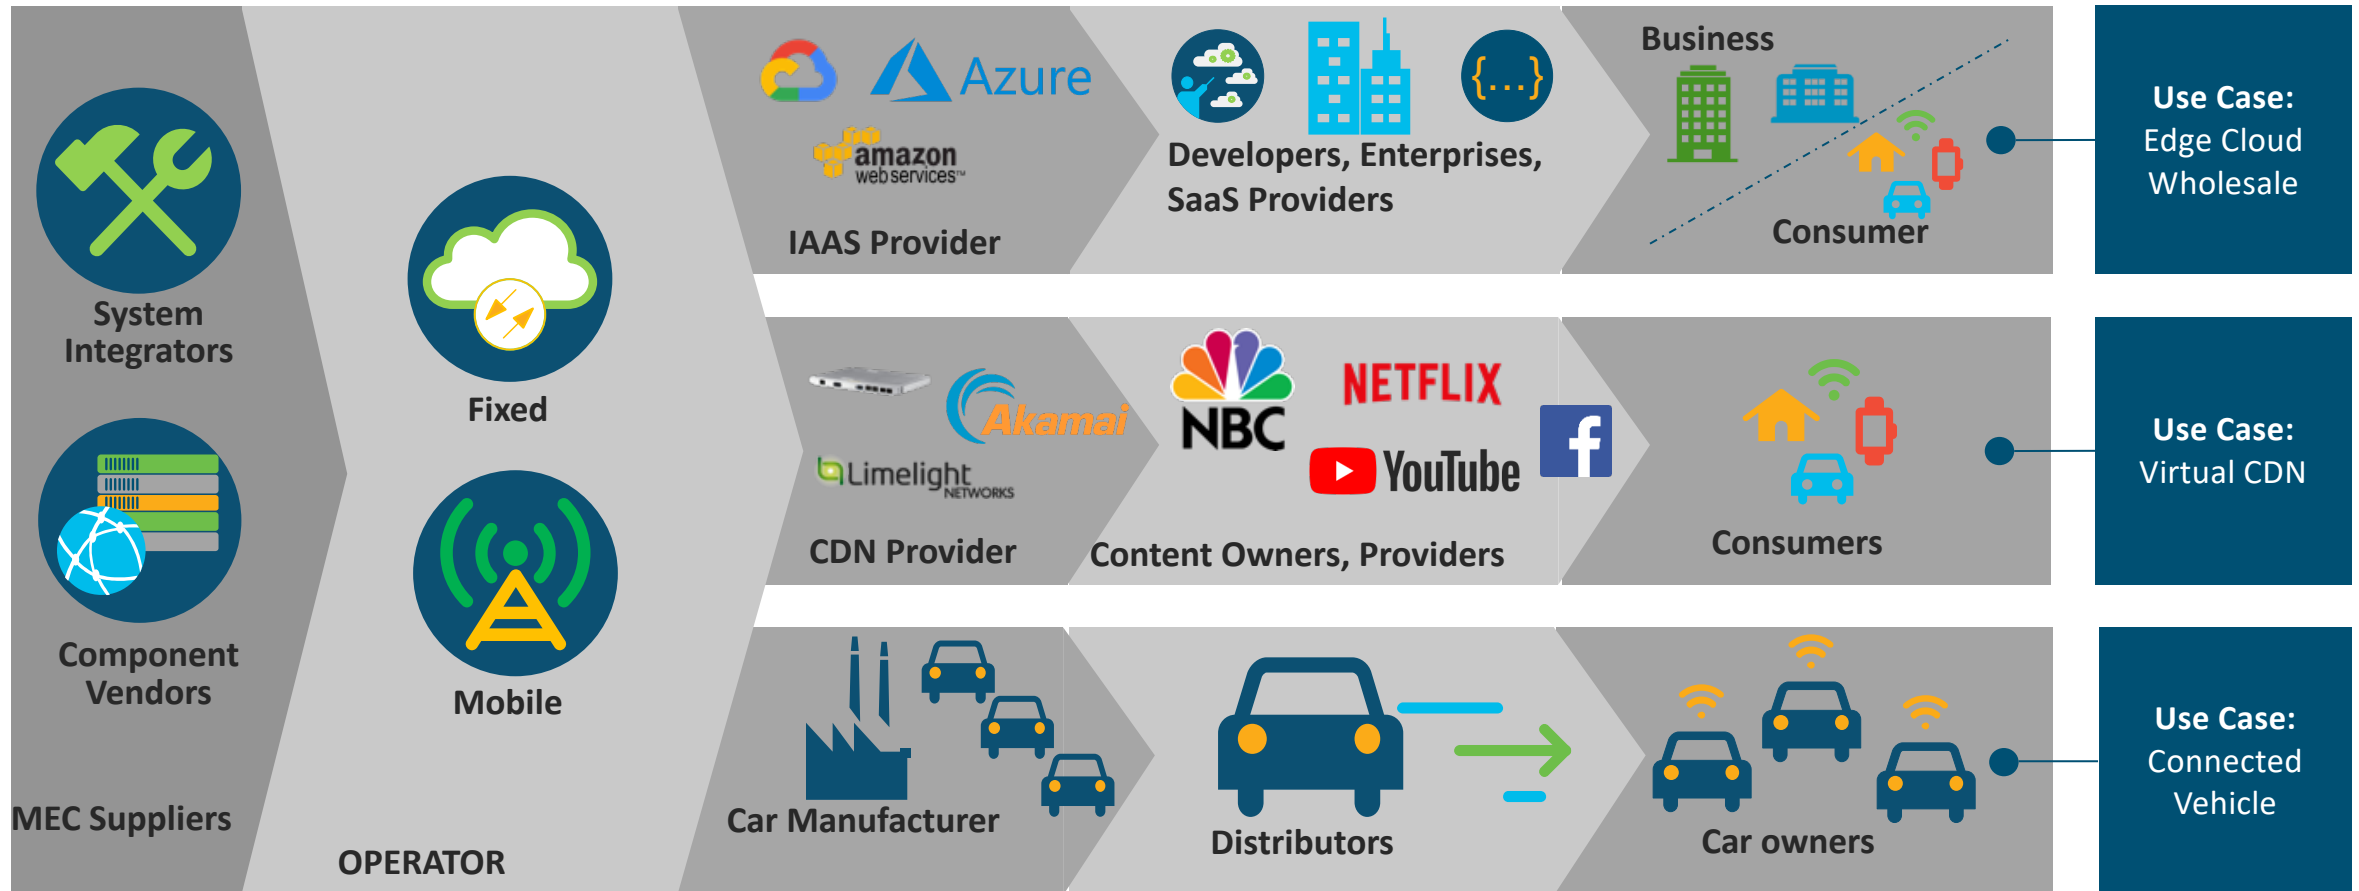 System
Integrators
Component
Vendors
MEC Suppliers
Fixed
Mobile
OPERATOR
Azure
amazon
web services™
IAAS Provider
{...}
Developers, Enterprises,
SaaS Providers
Business
Consumer
Use Case:
Edge Cloud
Wholesale
Akamai
Limelight
NETWORKS
CDN Provider
NBC
NETFLIX
YouTube
f
Content Owners, Providers
Consumers
Use Case:
Virtual CDN
Car Manufacturer
Distributors
Car owners
Use Case:
Connected
Vehicle